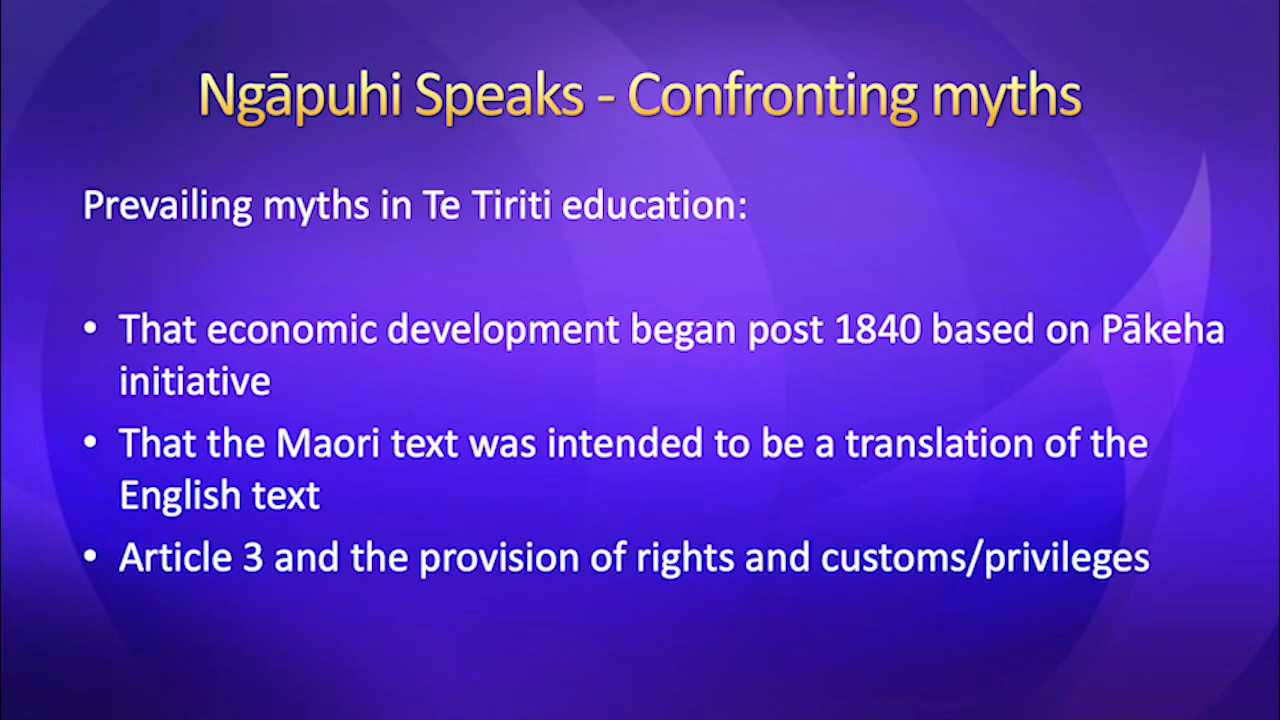 Ngāpuhi Speaks - Confronting myths
Prevailing myths in Te Tiriti education:
• That economic development began post 1840 based on Pākeha
initiative
• That the Maori text was intended to be a translation of the
English text
• Article 3 and the provision of rights and customs/privileges